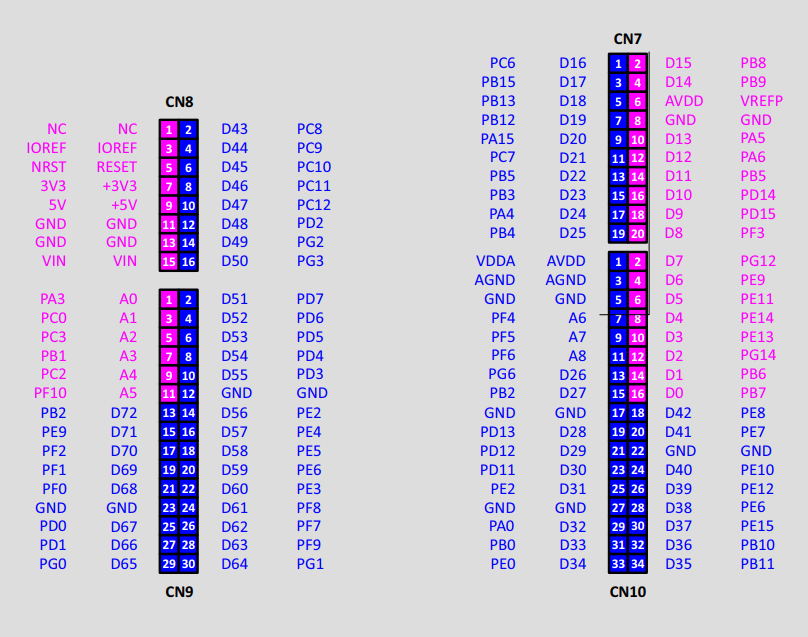 CN7
PC6 D16 1 2 D15 PB8
PB15 D17 3 4 D14 PB9
PB13 D18 5 6 AVDD VREFP
PB12 D19 7 8 GND GND
PA15 D20 9 10 D13 PA5
PC7 D21 11 12 D12 PA6
PB5 D22 13 14 D11 PB5
PB3 D23 15 16 D10 PD14
PA4 D24 17 18 D9 PD15
PB4 D25 19 20 D8 PF3
CN8
NC NC 1 2 D43 PC8
IOREF IOREF 3 4 D44 PC9
NRST RESET 5 6 D45 PC10
3V3 +3V3 7 8 D46 PC11
5V +5V 9 10 D47 PC12
GND GND 11 12 D48 PD2
GND GND 13 14 D49 PG2
VIN VIN 15 16 D50 PG3
PA3 A0 1 2 D51 PD7
PC0 A1 3 4 D52 PD6
PC3 A2 5 6 D53 PD5
PB1 A3 7 8 D54 PD4
PC2 A4 9 10 D55 PD3
PF10 A5 11 12 GND GND
PB2 D72 13 14 D56 PE2
PE9 D71 15 16 D57 PE4
PF2 D70 17 18 D58 PE5
PF1 D69 19 20 D59 PE6
PF0 D68 21 22 D60 PE3
GND GND 23 24 D61 PF8
PD0 D67 25 26 D62 PF7
PD1 D66 27 28 D63 PF9
PG0 D65 29 30 D64 PG1
CN9
VDDA AVDD 1 2 D7 PG12
AGND AGND 3 4 D6 PE9
GND GND 5 6 D5 PE11
PF4 A6 7 8 D4 PE14
PF5 A7 9 10 D3 PE13
PF6 A8 11 12 D2 PG14
PG6 D26 13 14 D1 PB6
PB2 D27 15 16 D0 PB7
GND GND 17 18 D42 PE8
PD13 D28 19 20 D41 PE7
PD12 D29 21 22 GND GND
PD11 D30 23 24 D40 PE10
PE2 D31 25 26 D39 PE12
GND GND 27 28 D38 PE6
PA0 D32 29 30 D37 PE15
PB0 D33 31 32 D36 PB10
PE0 D34 33 34 D35 PB11
CN10